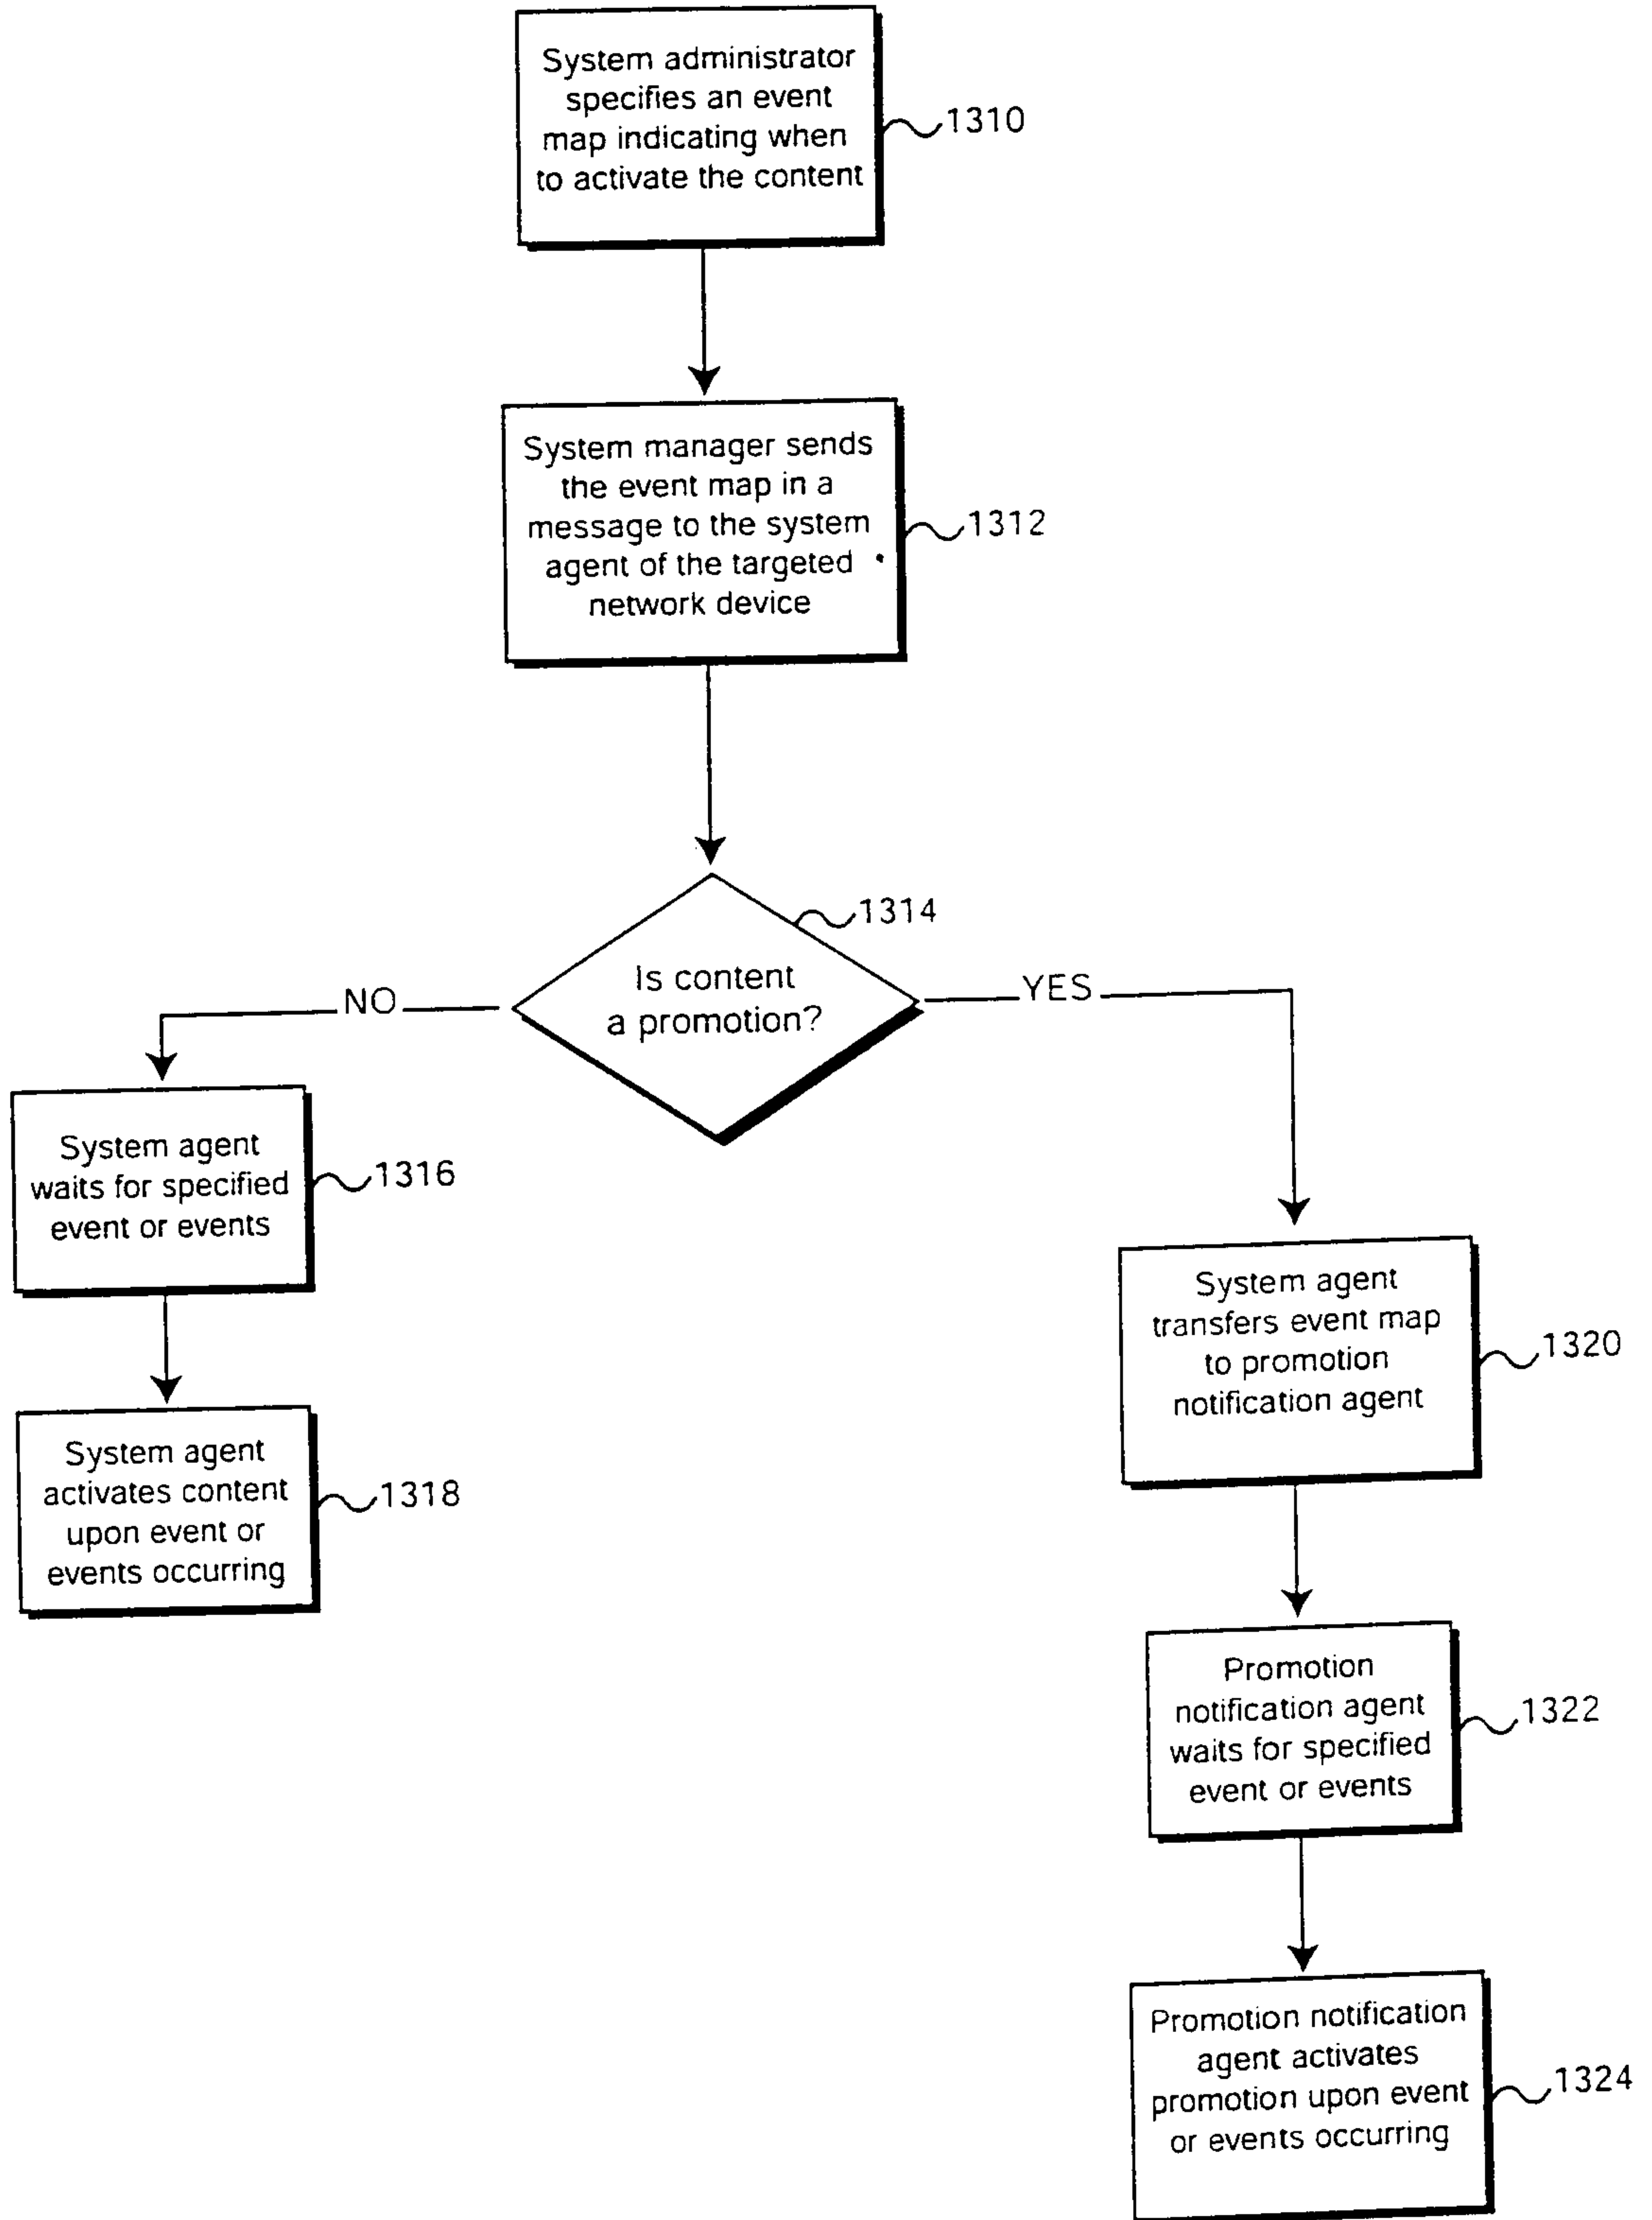 System administrator
specifies an event
map indicating when
to activate the content
1310
System manager sends
the event map in a
message to the system
agent of the targeted
network device
1312
1314
Is content
a promotion?
NO
YES
System agent
waits for specified
event or events
1316
System agent
activates content
upon event or
events occurring
1318
System agent
transfers event map
to promotion
notification agent
1320
Promotion
notification agent
waits for specified
event or events
1322
Promotion notification
agent activates
promotion upon event
or events occurring
1324